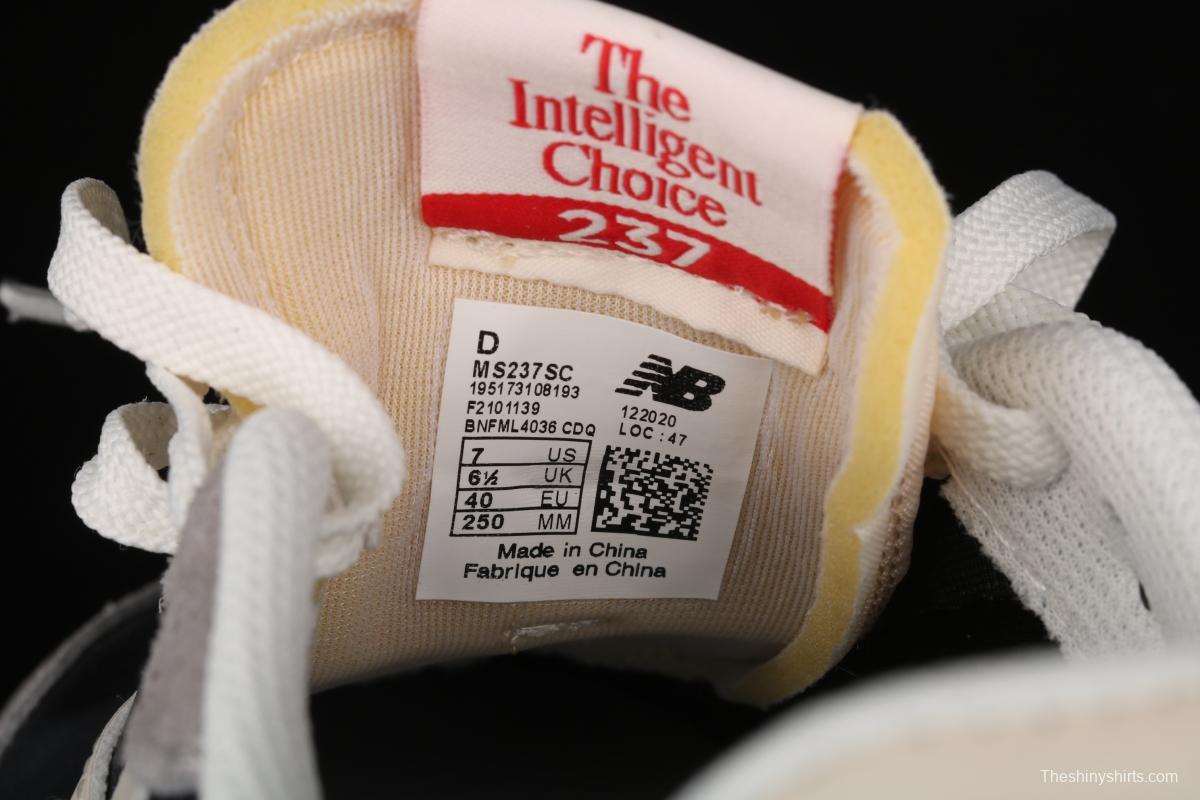 The
Intelligent
Choice
237
D
MS237SC
195173108193
F2101139
BNFML4036 CDQ
NB
122020
LOC : 47
7 US
6½ UK
40 EU
250 MM
Made in China
Fabrique en China
Theshinyshirts.com